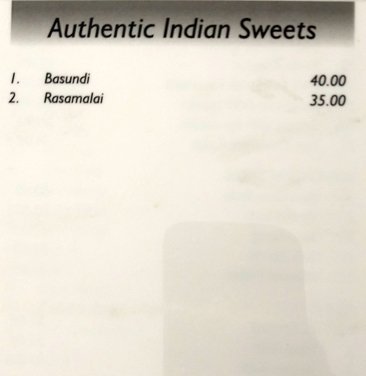 Authentic Indian Sweets
1. Basundi 40.00
2. Rasamalai 35.00